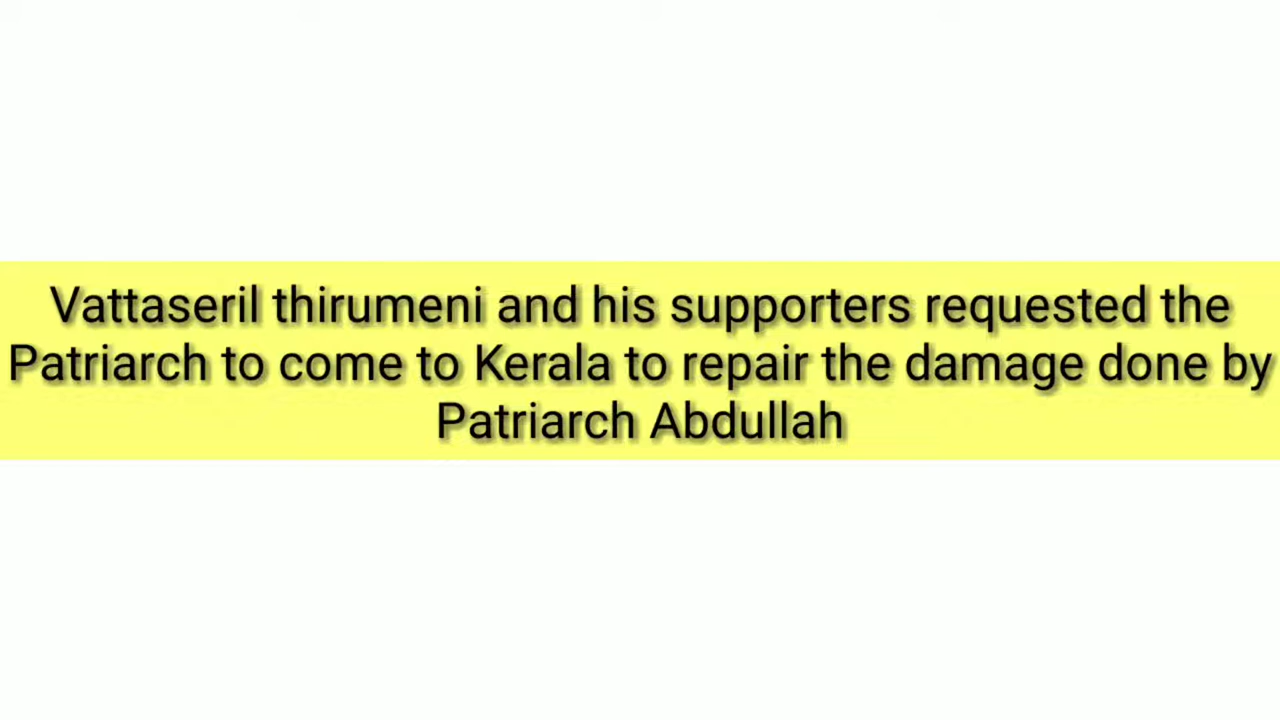 Vattaseril thirumeni and his supporters requested the
Patriarch to come to Kerala to repair the damage done by
Patriarch Abdullah